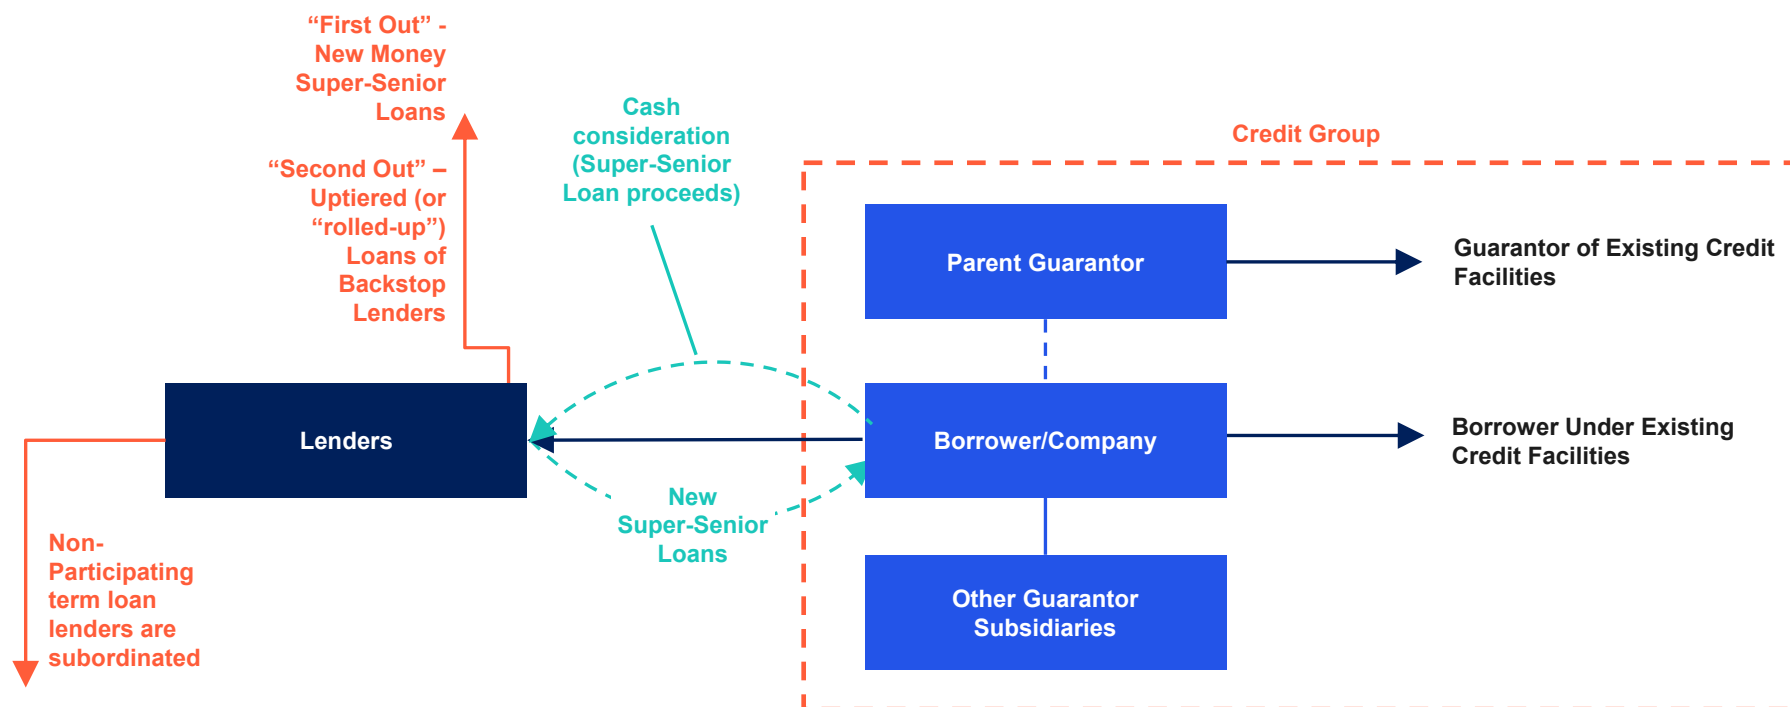 “First Out” -
New Money
Super-Senior
Loans
“Second Out” –
Uptiered (or
“rolled-up”)
Loans of
Backstop
Lenders
Cash
consideration
(Super-Senior
Loan proceeds)
Credit Group
Parent Guarantor
Guarantor of Existing Credit
Facilities
Lenders
Borrower/Company
Borrower Under Existing
Credit Facilities
New
Super-Senior
Loans
Non-
Participating
term loan
lenders are
subordinated
Other Guarantor
Subsidiaries